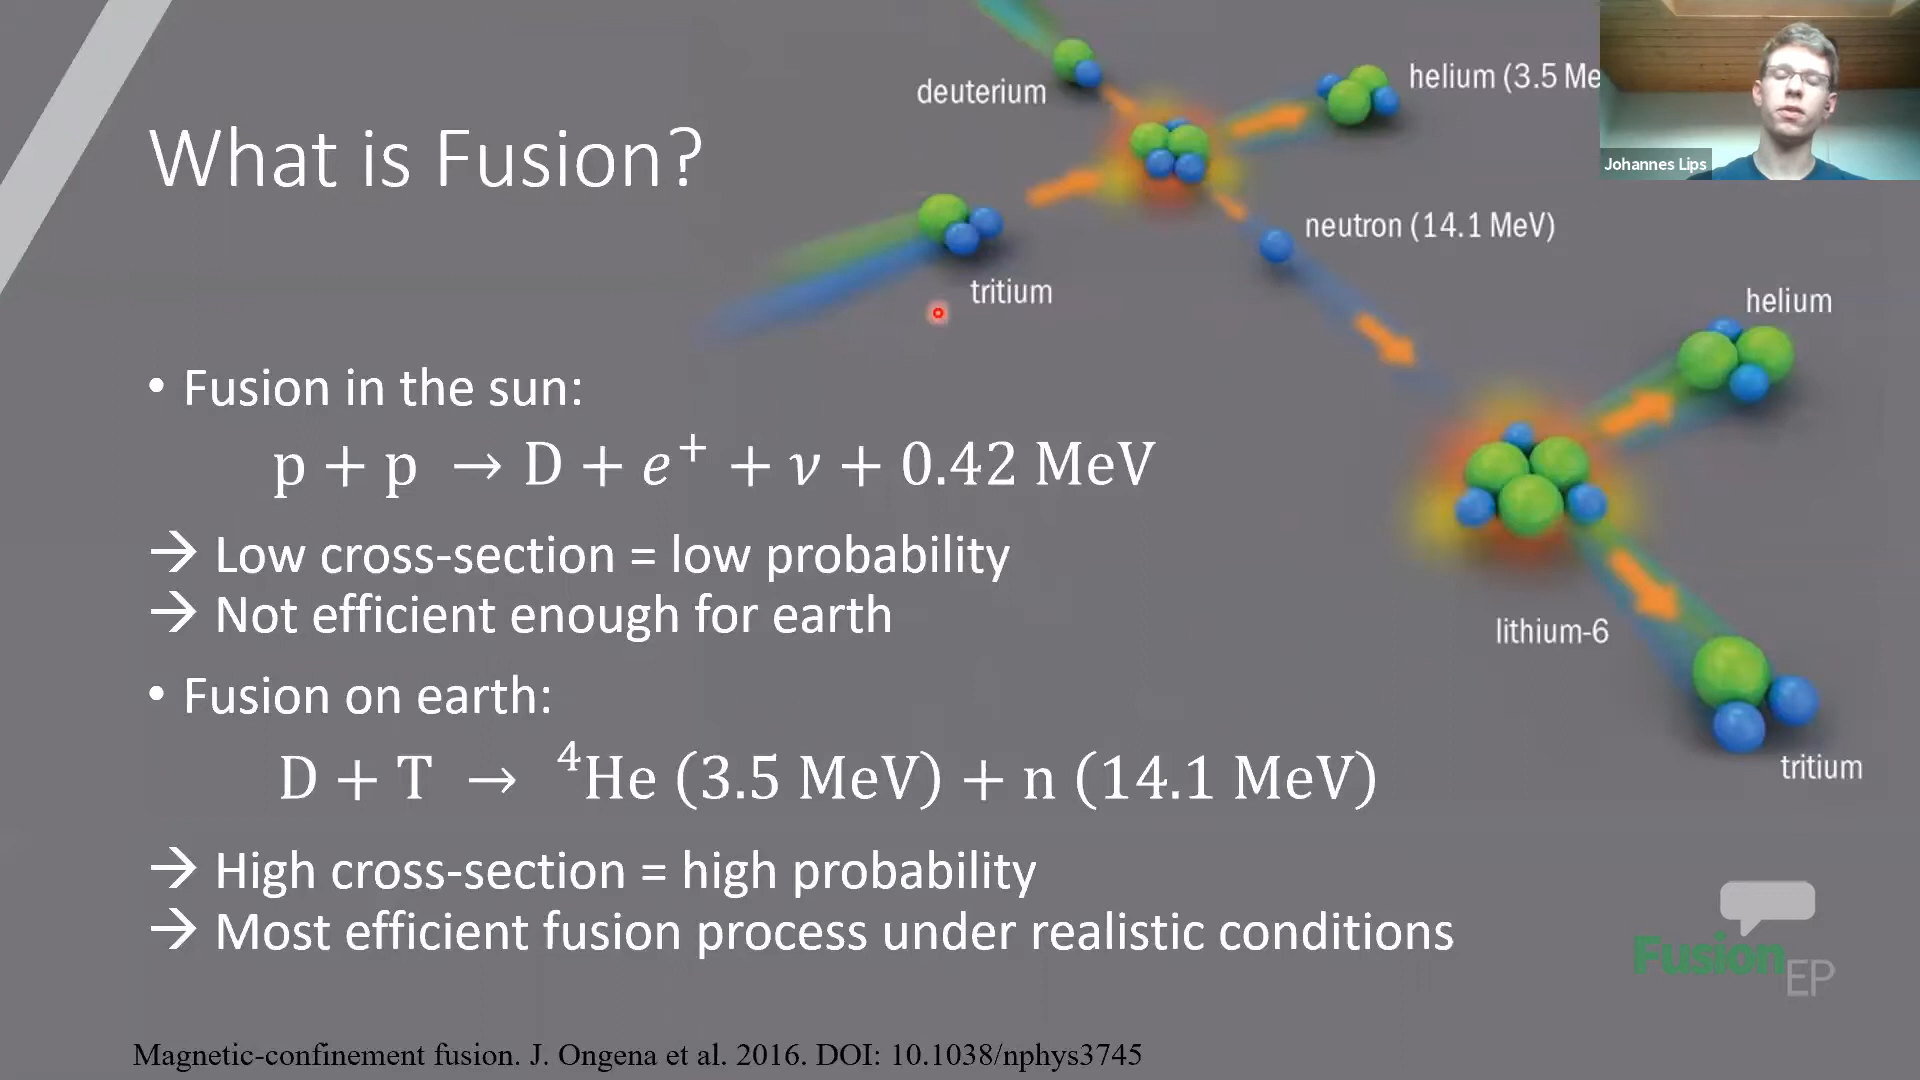 What is Fusion?
deuterium
helium (3.5 Me
Johannes Lips
neutron (14.1 MeV)
tritium
helium
• Fusion in the sun:
p + p → D + e⁺ + ν + 0.42 MeV
→ Low cross-section = low probability
→ Not efficient enough for earth
lithium-6
• Fusion on earth:
tritium
D + T → ⁴He (3.5 MeV) + n (14.1 MeV)
→ High cross-section = high probability
→ Most efficient fusion process under realistic conditions
Fusion EP
Magnetic-confinement fusion. J. Ongena et al. 2016. DOI: 10.1038/nphys3745